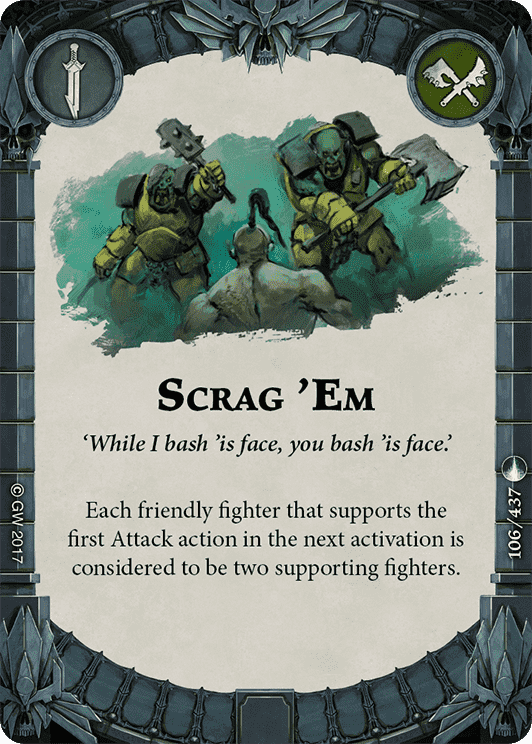 Scrag ’Em
‘While I bash ’is face, you bash ’is face.’
Each friendly fighter that supports the
first Attack action in the next activation is
considered to be two supporting fighters.
© GW 2017
106/437